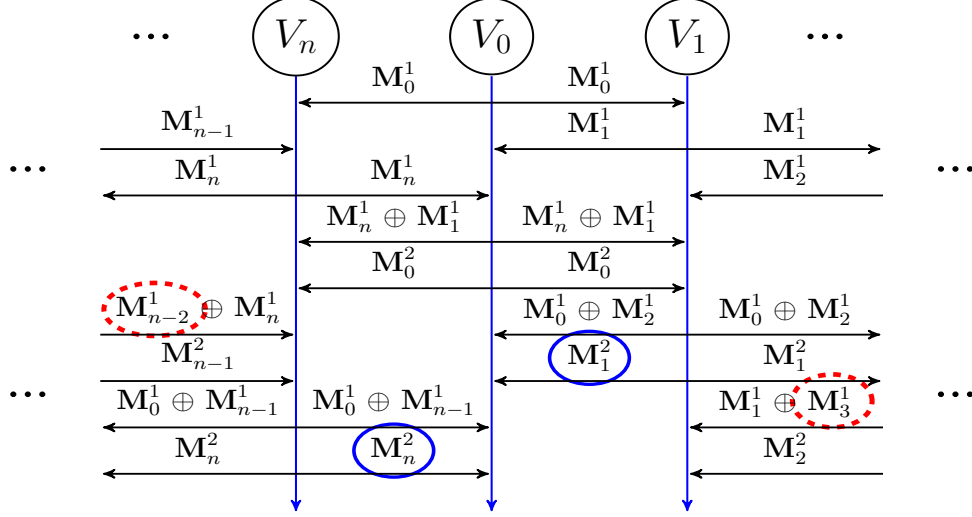 ... V_n V_0 V_1 ...
M_0^1 M_0^1
M_{n-1}^1 M_1^1 M_1^1
... M_n^1 M_n^1 M_2^1 ...
M_n^1 ⊕ M_1^1 M_n^1 ⊕ M_1^1
M_0^2 M_0^2
M_{n-2}^1 ⊕ M_n^1 M_0^1 ⊕ M_2^1 M_0^1 ⊕ M_2^1
M_{n-1}^2 M_1^2 M_1^2
... M_0^1 ⊕ M_{n-1}^1 M_0^1 ⊕ M_{n-1}^1 M_1^1 ⊕ M_3^1 ...
M_n^2 M_n^2 M_2^2